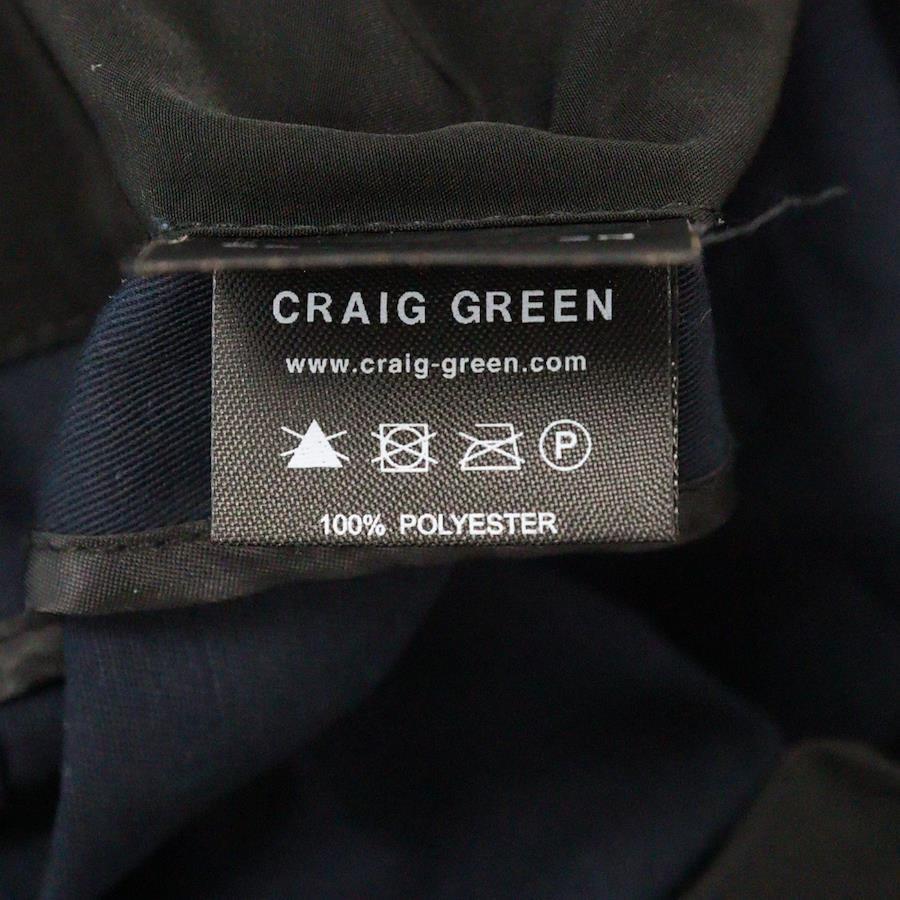 CRAIG GREEN
www.craig-green.com
P
100% POLYESTER